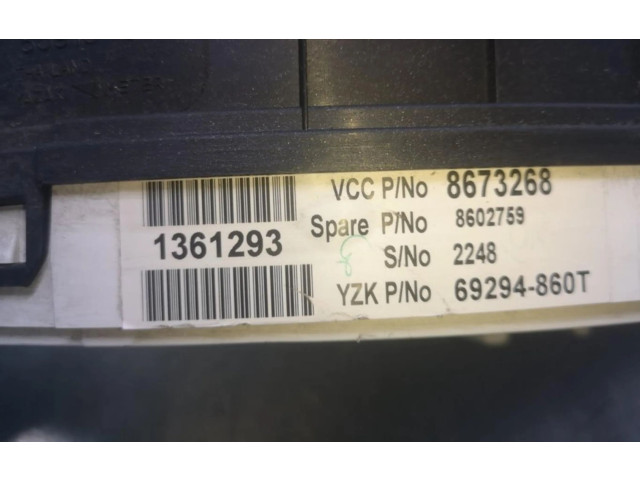 VCC P/No 8673268
Spare P/No 8602759
1361293
S/No 2248
YZK P/No 69294-860T